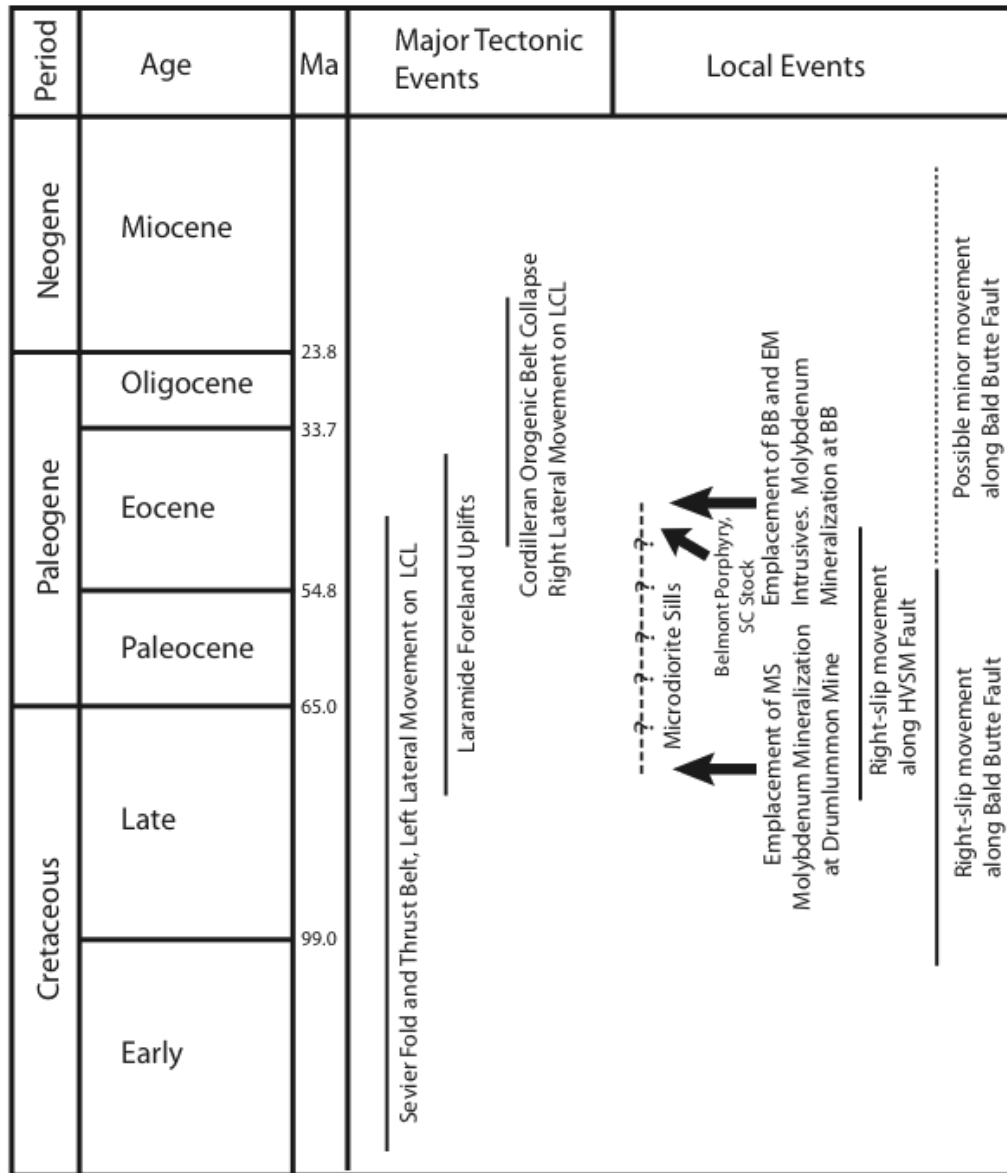 Period
Age
Ma
Major Tectonic
Events
Local Events
Neogene
Paleogene
Cretaceous
Miocene
Oligocene
Eocene
Paleocene
Late
Early
23.8
33.7
54.8
65.0
99.0
Sevier Fold and Thrust Belt, Left Lateral Movement on LCL
Laramide Foreland Uplifts
Cordilleran Orogenic Belt Collapse
Right Lateral Movement on LCL
? ? ? ? ?
Microdiorite Sills
Belmont Porphyry,
SC Stock
Emplacement of MS
Molybdenum Mineralization
at Drumlummon Mine
Emplacement of BB and EM
Intrusives. Molybdenum
Mineralization at BB
Right-slip movement
along HVSM Fault
Right-slip movement
along Bald Butte Fault
Possible minor movement
along Bald Butte Fault